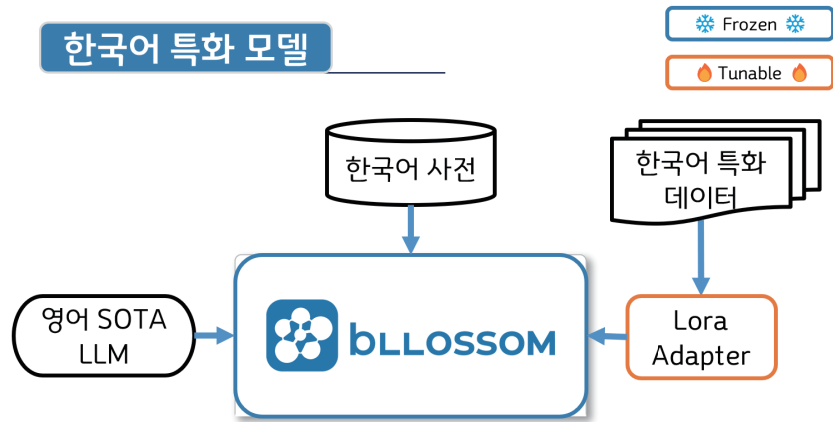 한국어 특화 모델
❄ Frozen ❄
🔥 Tunable 🔥
한국어 사전
한국어 특화
데이터
영어 SOTA
LLM
bLLOSSOM
Lora
Adapter